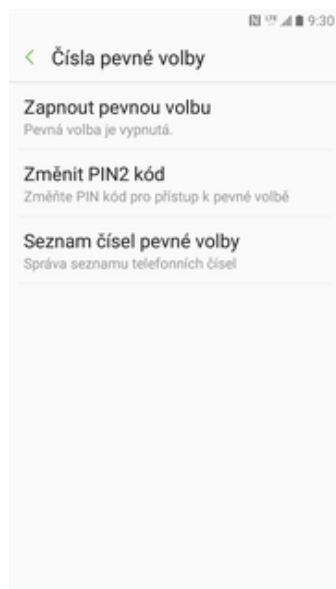 9:30
Čísla pevné volby
Zapnout pevnou volbu
Pevná volba je vypnutá.
Změnit PIN2 kód
Změňte PIN kód pro přístup k pevné volbě
Seznam čísel pevné volby
Správa seznamu telefonních čísel